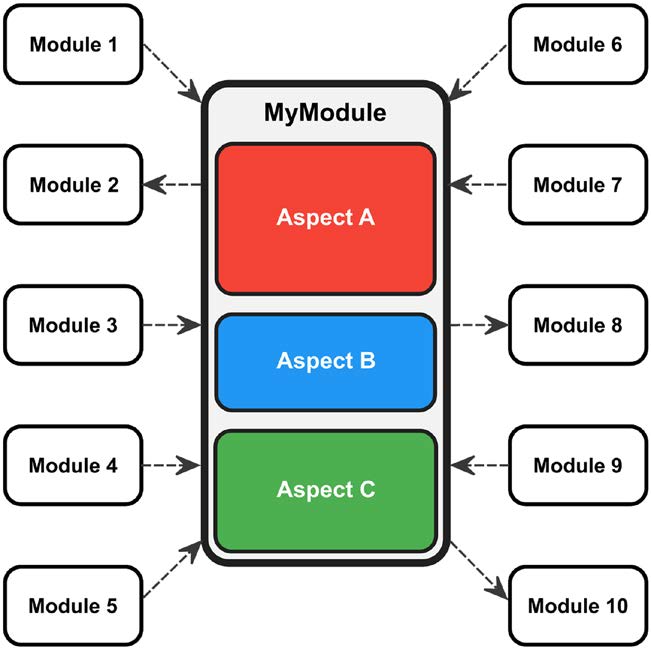 Module 1
Module 6
MyModule
Module 2
Module 7
Aspect A
Module 3
Module 8
Aspect B
Module 4
Module 9
Aspect C
Module 5
Module 10